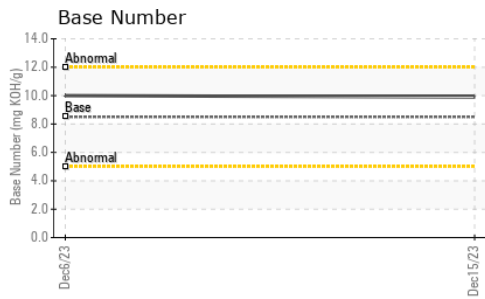 Base Number
Base Number (mg KOH/g)
14.0
12.0
10.0
8.0
6.0
4.0
2.0
0.0
Abnormal
Base
Abnormal
Dec6/23
Dec15/23